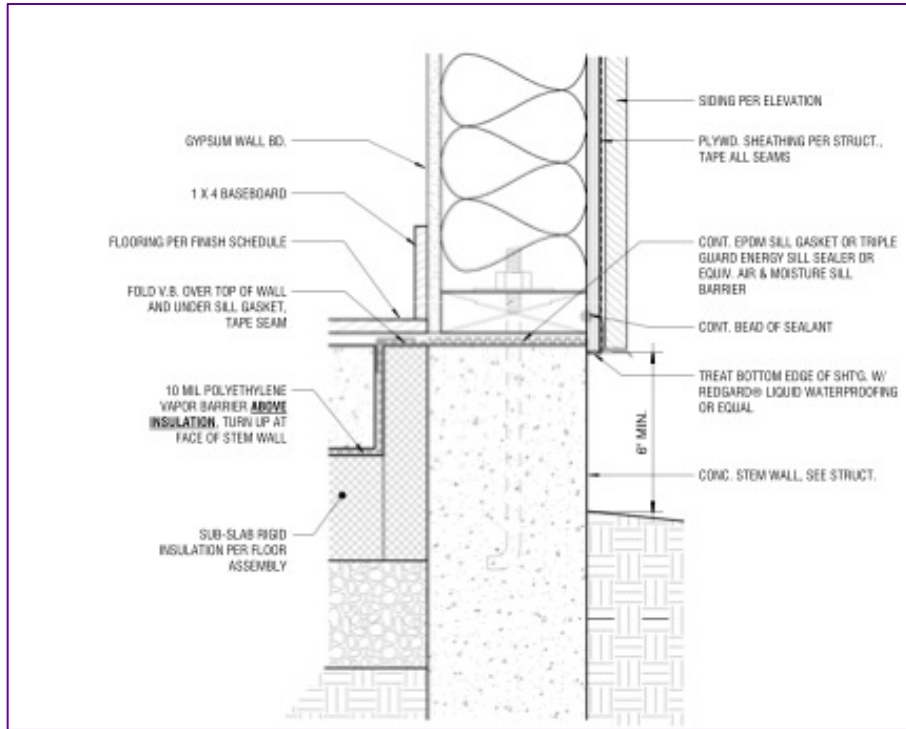 GYPSUM WALL BD.
1 X 4 BASEBOARD
FLOORING PER FINISH SCHEDULE
FOLD V.B. OVER TOP OF WALL
AND UNDER SILL GASKET,
TAPE SEAM
10 MIL POLYETHYLENE
VAPOR BARRIER ABOVE
INSULATION, TURN UP AT
FACE OF STEM WALL
SUB-SLAB RIGID
INSULATION PER FLOOR
ASSEMBLY
SIDING PER ELEVATION
PLYWD. SHEATHING PER STRUCT.,
TAPE ALL SEAMS
CONT. EPDM SILL GASKET OR TRIPLE
GUARD ENERGY SILL SEALER OR
EQUIV. AIR & MOISTURE SILL
BARRIER
CONT. BEAD OF SEALANT
TREAT BOTTOM EDGE OF SHT'G. W/
REDGARD® LIQUID WATERPROOFING
OR EQUAL
6" MIN.
CONC. STEM WALL, SEE STRUCT.